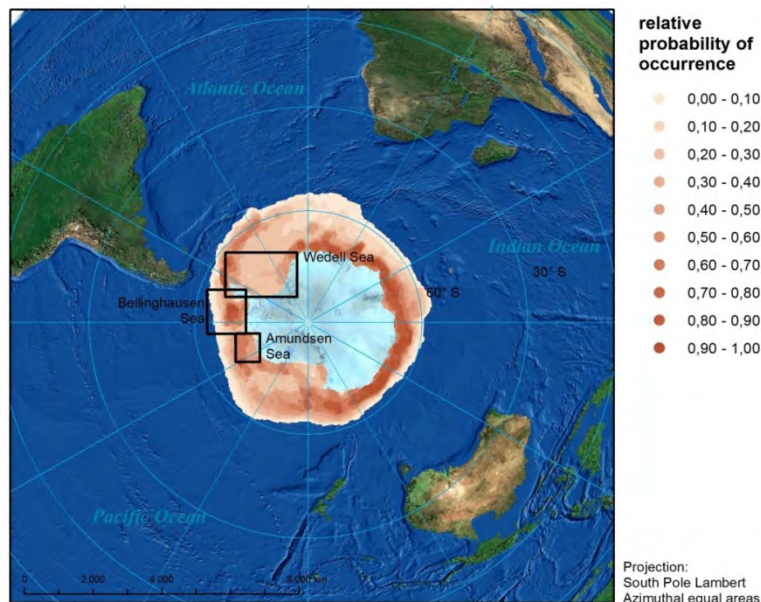 relative
probability of
occurrence
0,00 - 0,10
0,10 - 0,20
0,20 - 0,30
0,30 - 0,40
0,40 - 0,50
0,50 - 0,60
0,60 - 0,70
0,70 - 0,80
0,80 - 0,90
0,90 - 1,00
Atlantic Ocean
Indian Ocean
Wedell Sea
30° S
60° S
Bellinghausen
Sea
Amundsen
Sea
Pacific Ocean
0 2.000 4.000 8.000 km
Projection:
South Pole Lambert
Azimuthal equal areas